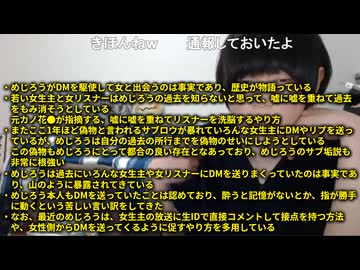 きほんねw 通報しておいたよ
・めじろうがDMを駆使して女と出会うのは事実であり、歴史が物語っている
・若い女生主と女リスナーはめじろうの過去を知らないと思って、嘘に嘘を重ねて過去
をもみ消そうとしている
元カノ花●が指摘する、嘘に嘘を重ねてリスナーを洗脳するやり方
・またここ1年ほど偽物と言われるサブロウが暴れていろんな女生主にDMやリプを送っ
ているが、めじろうは自分の過去の所行までを偽物のせいにしようとしている
この偽物もめじろうにとって都合の良い存在となあっており、めじろうのサブ垢説も
非常に根強い
・めじろうは過去にいろんな女生主や女リスナーにDMを送りまくっていたのは事実であ
り、山のように暴露されてきている
・めじろう本人もDMを送っていたことは認めており、酔うと記憶がないとか、指が勝手
に動くという苦しい言い訳をしてきた
・なお、最近のめじろうは、女生主の放送に生IDで直接コメントして接点を持つ方法
や、女性側からDMを送ってくるように促すやり方を多用している